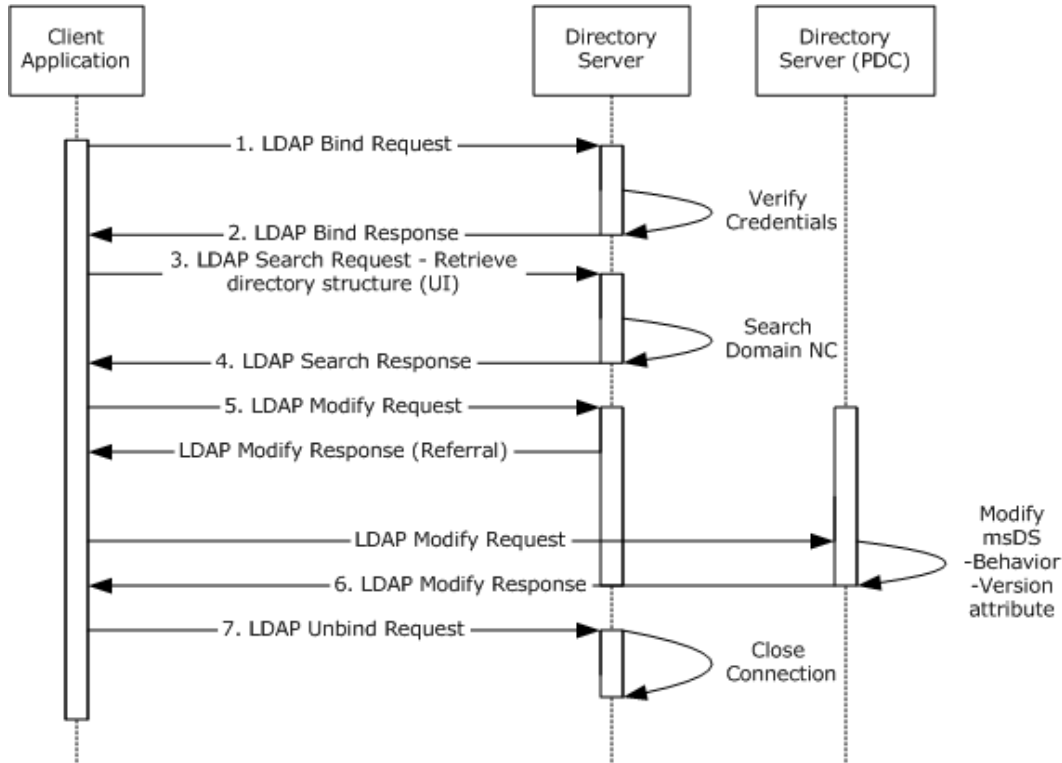 Client
Application
Directory
Server
Directory
Server (PDC)
1. LDAP Bind Request
Verify
Credentials
2. LDAP Bind Response
3. LDAP Search Request - Retrieve
directory structure (UI)
Search
Domain NC
4. LDAP Search Response
5. LDAP Modify Request
LDAP Modify Response (Referral)
LDAP Modify Request
Modify
msDS
-Behavior
-Version
attribute
6. LDAP Modify Response
7. LDAP Unbind Request
Close
Connection